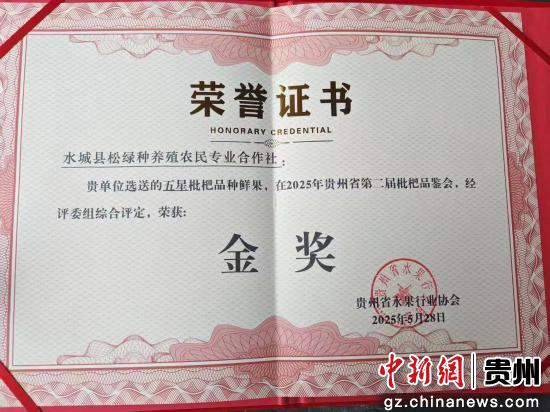 荣誉证书
HONORARY CREDENTIAL
水城县松绿种养殖农民专业合作社:
贵单位选送的五星枇杷品种鲜果,在2025年贵州省第二届枇杷品鉴会,经
评委组综合评定,荣获:
金奖
贵州省水果行业协会
2025年5月28日
中新網 贵州
gz.chinanews.com